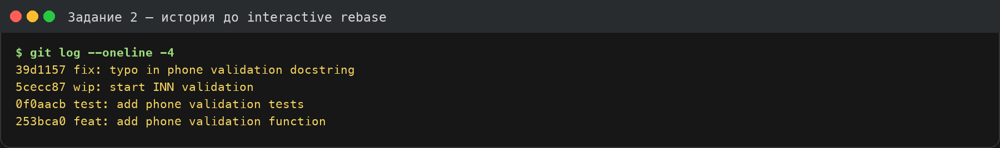 Задание 2 — история до interactive rebase
$ git log --oneline -4
39d1157 fix: typo in phone validation docstring
5cecc87 wip: start INN validation
0f0aacb test: add phone validation tests
253bca0 feat: add phone validation function